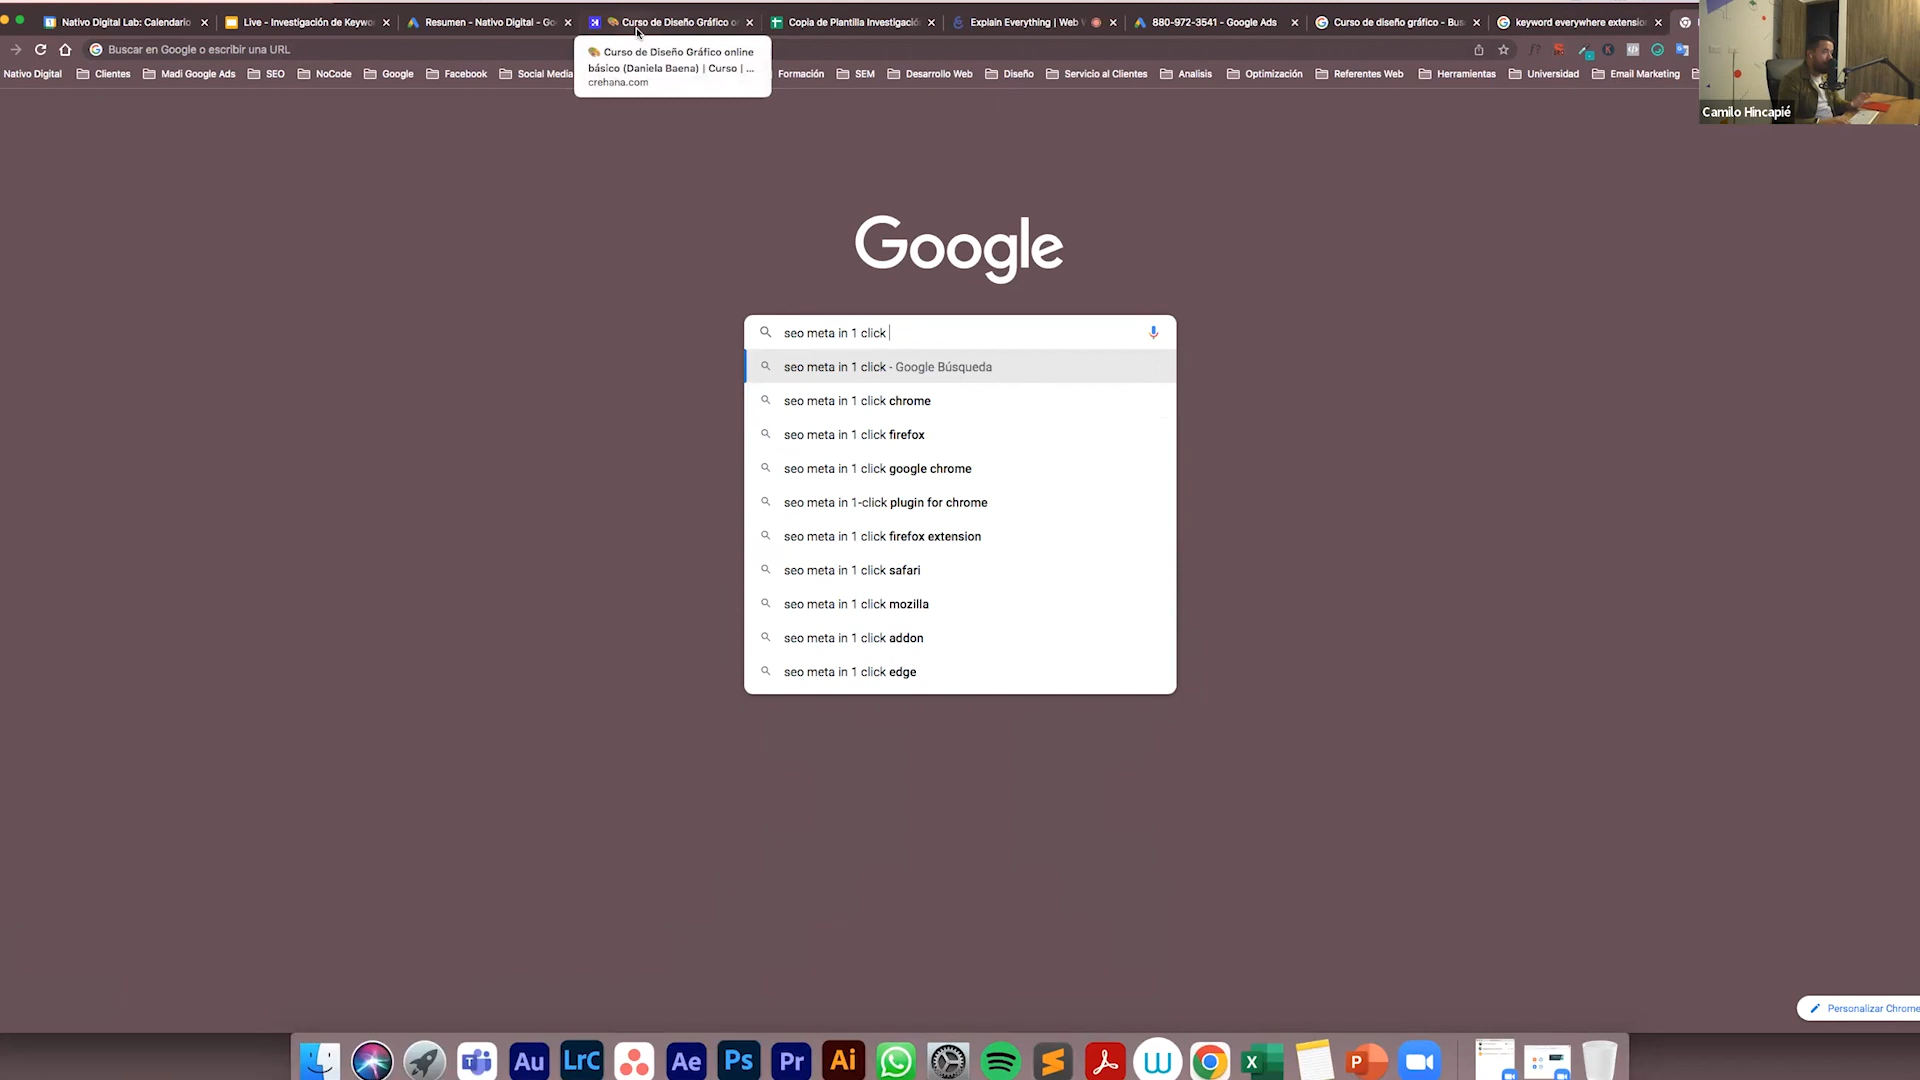 Nativo Digital Lab: Calendario
Live - Investigación de Keywo
Resumen - Nativo Digital - Go
Curso de Diseño Gráfico o
Copia de Plantilla Investigació
Explain Everything | Web W
880-972-3541 - Google Ads
Curso de diseño gráfico - Bus
keyword everywhere extensio
Buscar en Google o escribir una URL
Nativo Digital
Clientes
Madi Google Ads
SEO
NoCode
Google
Facebook
Social Media
Formación
SEM
Desarrollo Web
Diseño
Servicio al Clientes
Analisis
Optimización
Referentes Web
Herramientas
Universidad
Email Marketing
Curso de Diseño Gráfico online
básico (Daniela Baena) | Curso | ...
crehana.com
Camilo Hincapié
Google
seo meta in 1 click
seo meta in 1 click - Google Búsqueda
seo meta in 1 click chrome
seo meta in 1 click firefox
seo meta in 1 click google chrome
seo meta in 1-click plugin for chrome
seo meta in 1 click firefox extension
seo meta in 1 click safari
seo meta in 1 click mozilla
seo meta in 1 click addon
seo meta in 1 click edge
Personalizar Chrome
Au
LrC
Ae
Ps
Pr
Ai
W
X
P